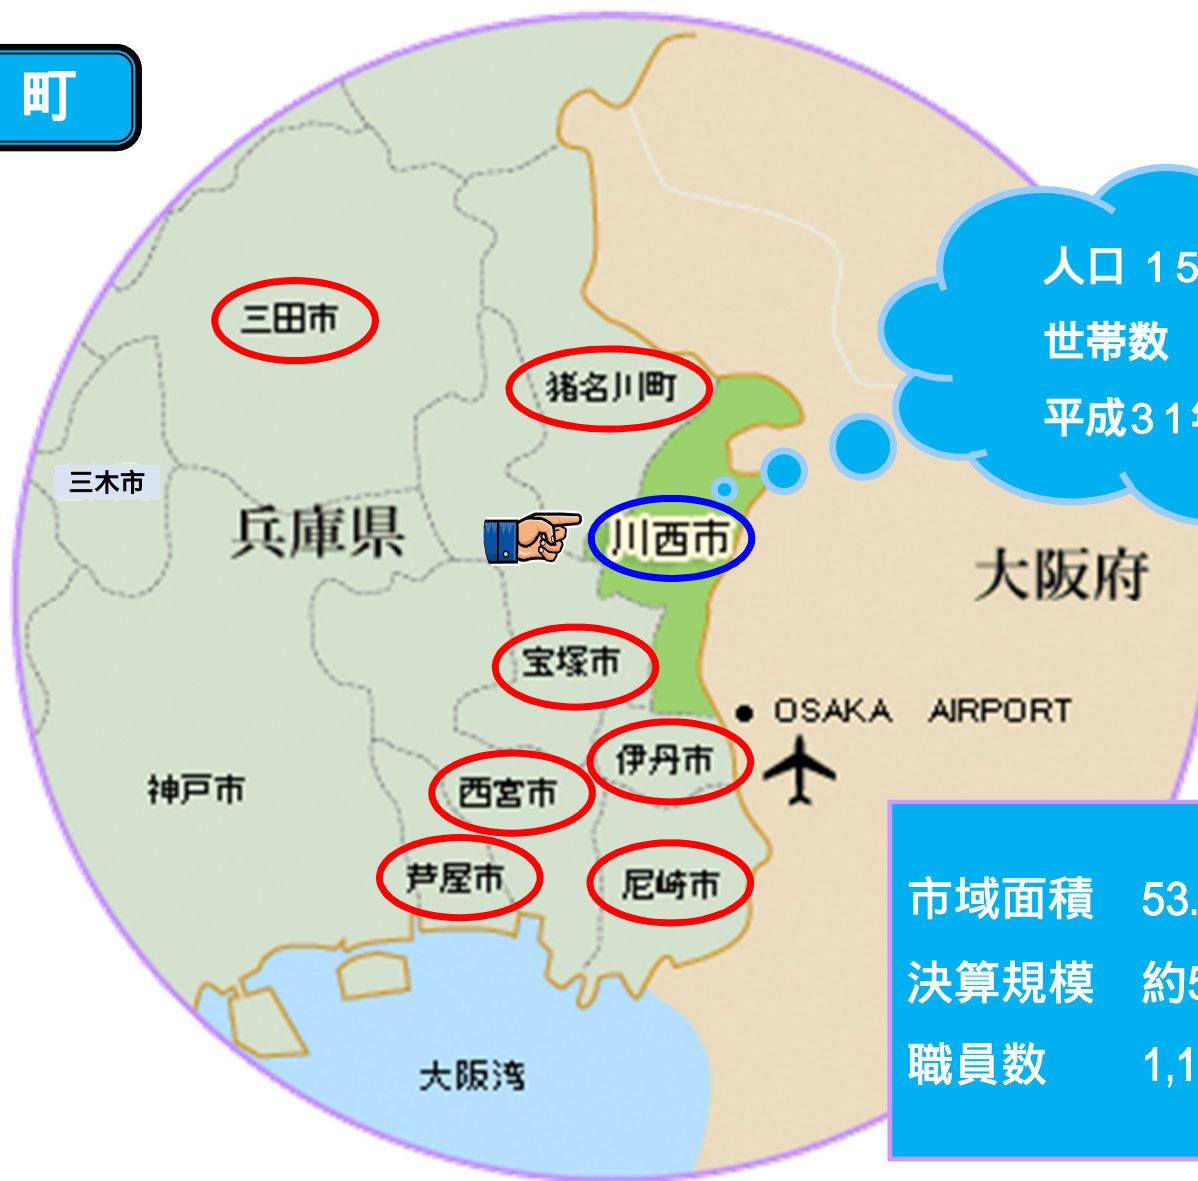 町
人口 15
世帯数
平成31年
三田市
猪名川町
三木市
兵庫県
川西市
大阪府
宝塚市
OSAKA AIRPORT
伊丹市
神戸市
西宮市
芦屋市
尼崎市
市域面積 53.
決算規模 約5
職員数 1,1
大阪湾